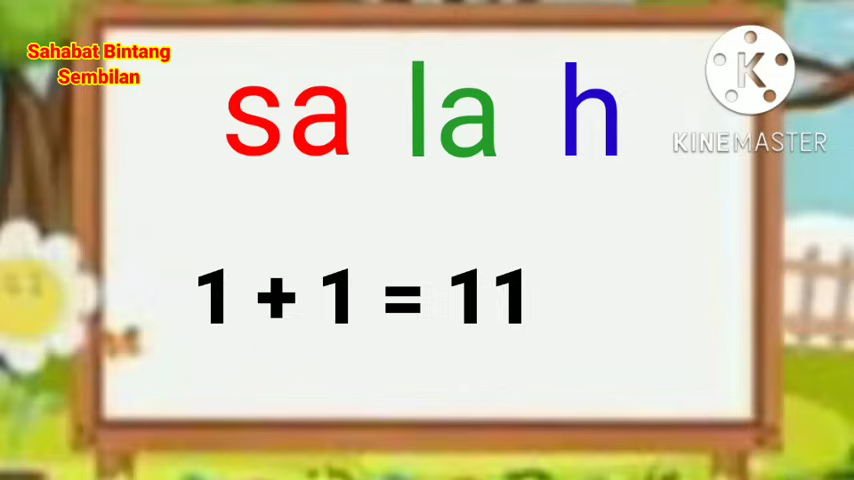 Sahabat Bintang
Sembilan
sa la h
KINEMASTER
1 + 1 = 11